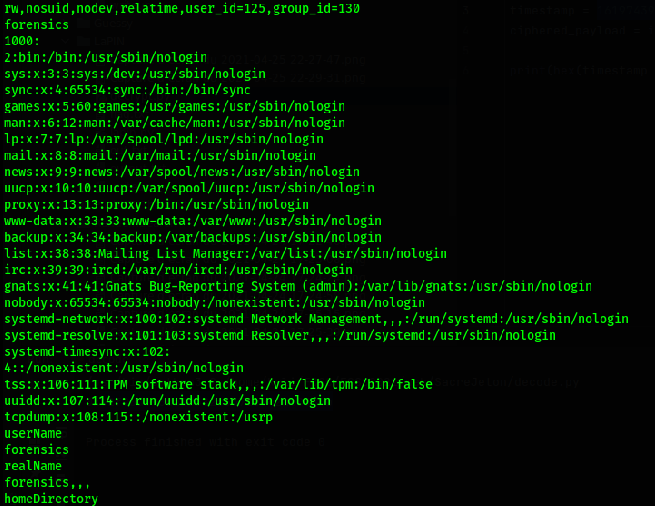 rw,nosuid,nodev,relatime,user_id=125,group_id=130
forensics
1000:
2:bin:/bin:/usr/sbin/nologin
sys:x:3:3:sys:/dev:/usr/sbin/nologin
sync:x:4:65534:sync:/bin:/bin/sync
games:x:5:60:games:/usr/games:/usr/sbin/nologin
man:x:6:12:man:/var/cache/man:/usr/sbin/nologin
lp:x:7:7:lp:/var/spool/lpd:/usr/sbin/nologin
mail:x:8:8:mail:/var/mail:/usr/sbin/nologin
news:x:9:9:news:/var/spool/news:/usr/sbin/nologin
uucp:x:10:10:uucp:/var/spool/uucp:/usr/sbin/nologin
proxy:x:13:13:proxy:/bin:/usr/sbin/nologin
www-data:x:33:33:www-data:/var/www:/usr/sbin/nologin
backup:x:34:34:backup:/var/backups:/usr/sbin/nologin
list:x:38:38:Mailing List Manager:/var/list:/usr/sbin/nologin
irc:x:39:39:ircd:/var/run/ircd:/usr/sbin/nologin
gnats:x:41:41:Gnats Bug-Reporting System (admin):/var/lib/gnats:/usr/sbin/nologin
nobody:x:65534:65534:nobody:/nonexistent:/usr/sbin/nologin
systemd-network:x:100:102:systemd Network Management,,,:/run/systemd:/usr/sbin/nologin
systemd-resolve:x:101:103:systemd Resolver,,,:/run/systemd:/usr/sbin/nologin
systemd-timesync:x:102:
4::/nonexistent:/usr/sbin/nologin
tss:x:106:111:TPM software stack,,,:/var/lib/tpm:/bin/false
uuidd:x:107:114::/run/uuidd:/usr/sbin/nologin
tcpdump:x:108:115::/nonexistent:/usrp
userName
forensics
realName
forensics,,,
homeDirectory